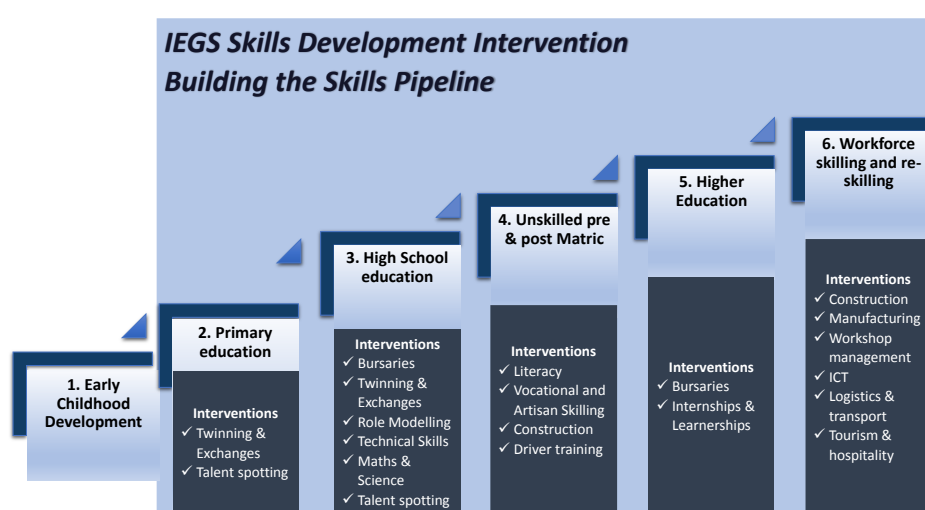 IEGS Skills Development Intervention
Building the Skills Pipeline
1. Early
Childhood
Development
2. Primary
education
Interventions
✓ Twinning &
Exchanges
✓ Talent spotting
3. High School
education
Interventions
✓ Bursaries
✓ Twinning &
Exchanges
✓ Role Modelling
✓ Technical Skills
✓ Maths &
Science
✓ Talent spotting
4. Unskilled pre
& post Matric
Interventions
✓ Literacy
✓ Vocational and
Artisan Skilling
✓ Construction
✓ Driver training
5. Higher
Education
Interventions
✓ Bursaries
✓ Internships &
Learnerships
6. Workforce
skilling and re-
skilling
Interventions
✓ Construction
✓ Manufacturing
✓ Workshop
management
✓ ICT
✓ Logistics &
transport
✓ Tourism &
hospitality